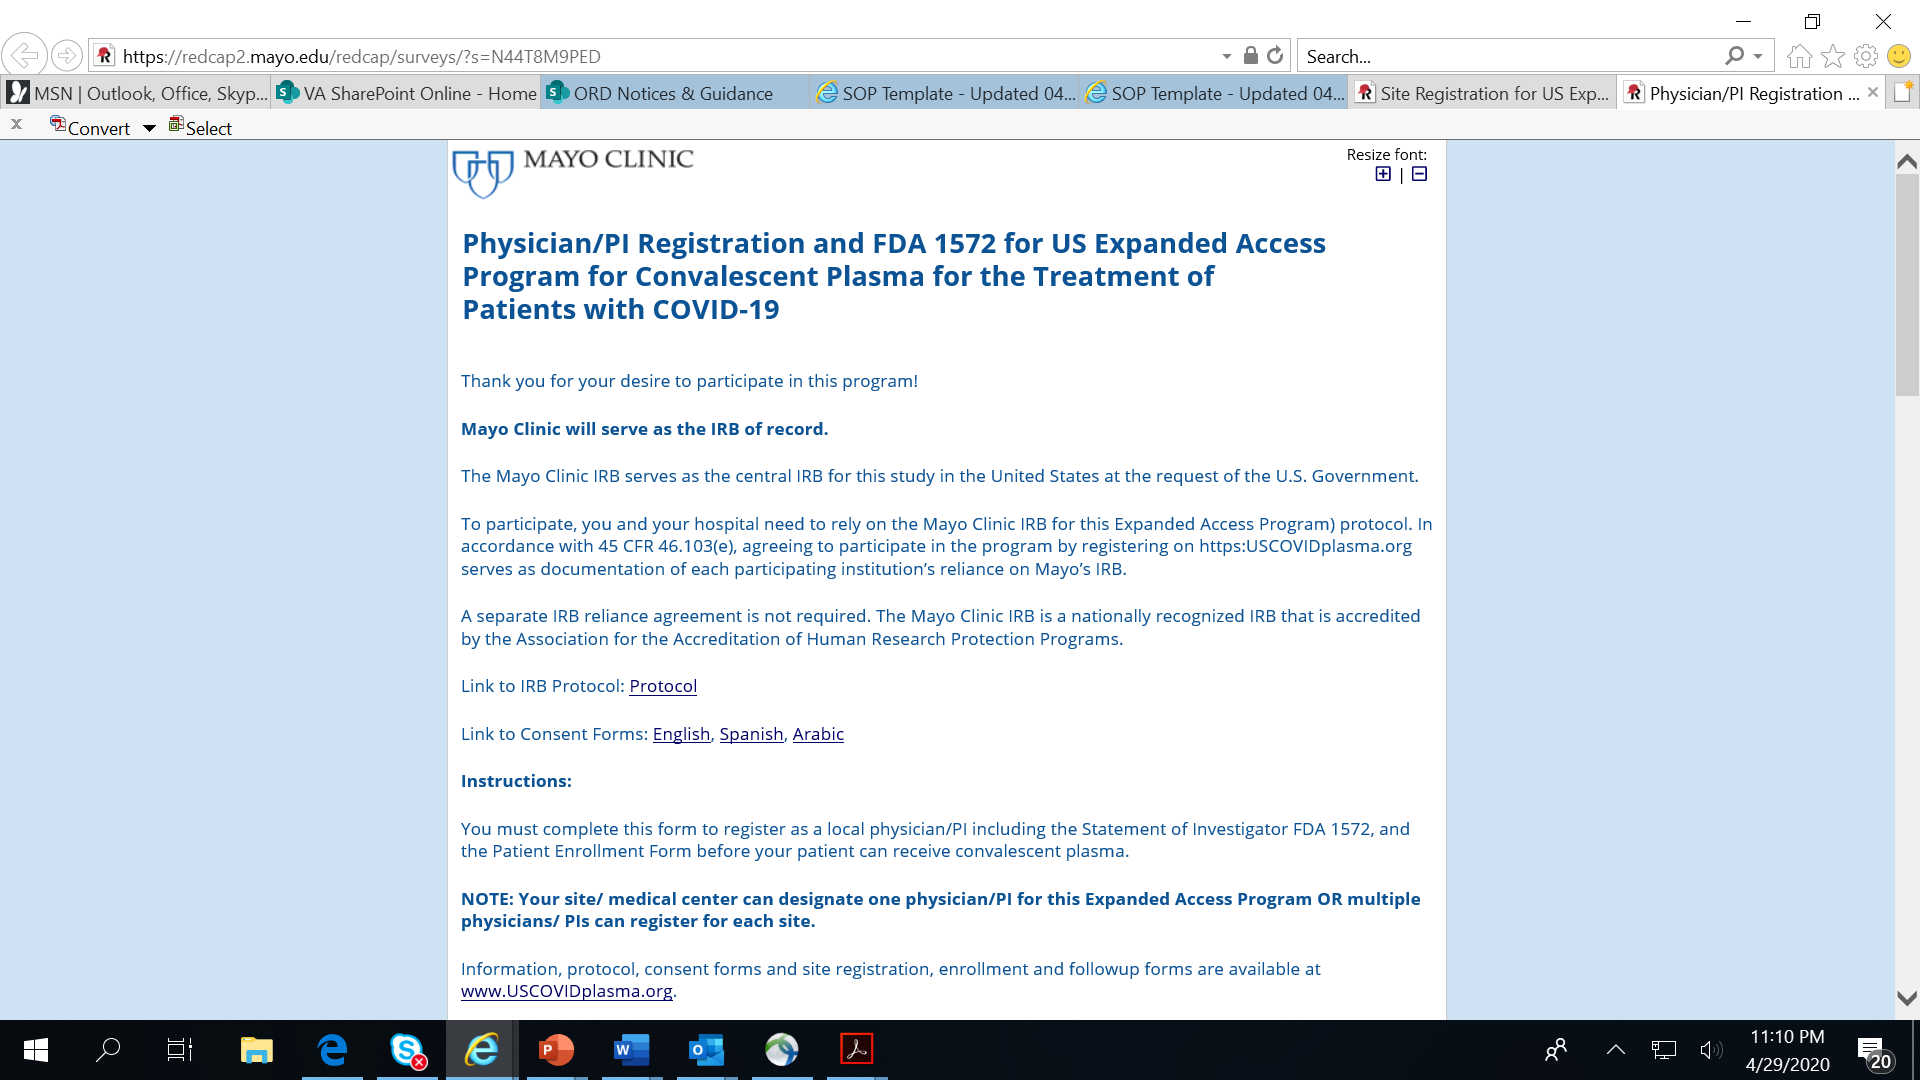 https://redcap2.mayo.edu/redcap/surveys/?s=N44T8M9PED
Search...
MSN | Outlook, Office, Skyp...
VA SharePoint Online - Home
ORD Notices & Guidance
SOP Template - Updated 04...
SOP Template - Updated 04...
Site Registration for US Exp...
Physician/PI Registration ...
x Convert Select
MAYO CLINIC
Resize font:
|
Physician/PI Registration and FDA 1572 for US Expanded Access
Program for Convalescent Plasma for the Treatment of
Patients with COVID-19
Thank you for your desire to participate in this program!
Mayo Clinic will serve as the IRB of record.
The Mayo Clinic IRB serves as the central IRB for this study in the United States at the request of the U.S. Government.
To participate, you and your hospital need to rely on the Mayo Clinic IRB for this Expanded Access Program) protocol. In
accordance with 45 CFR 46.103(e), agreeing to participate in the program by registering on https:USCOVIDplasma.org
serves as documentation of each participating institution’s reliance on Mayo’s IRB.
A separate IRB reliance agreement is not required. The Mayo Clinic IRB is a nationally recognized IRB that is accredited
by the Association for the Accreditation of Human Research Protection Programs.
Link to IRB Protocol: Protocol
Link to Consent Forms: English, Spanish, Arabic
Instructions:
You must complete this form to register as a local physician/PI including the Statement of Investigator FDA 1572, and
the Patient Enrollment Form before your patient can receive convalescent plasma.
NOTE: Your site/ medical center can designate one physician/PI for this Expanded Access Program OR multiple
physicians/ PIs can register for each site.
Information, protocol, consent forms and site registration, enrollment and followup forms are available at
www.USCOVIDplasma.org.
11:10 PM
4/29/2020
20